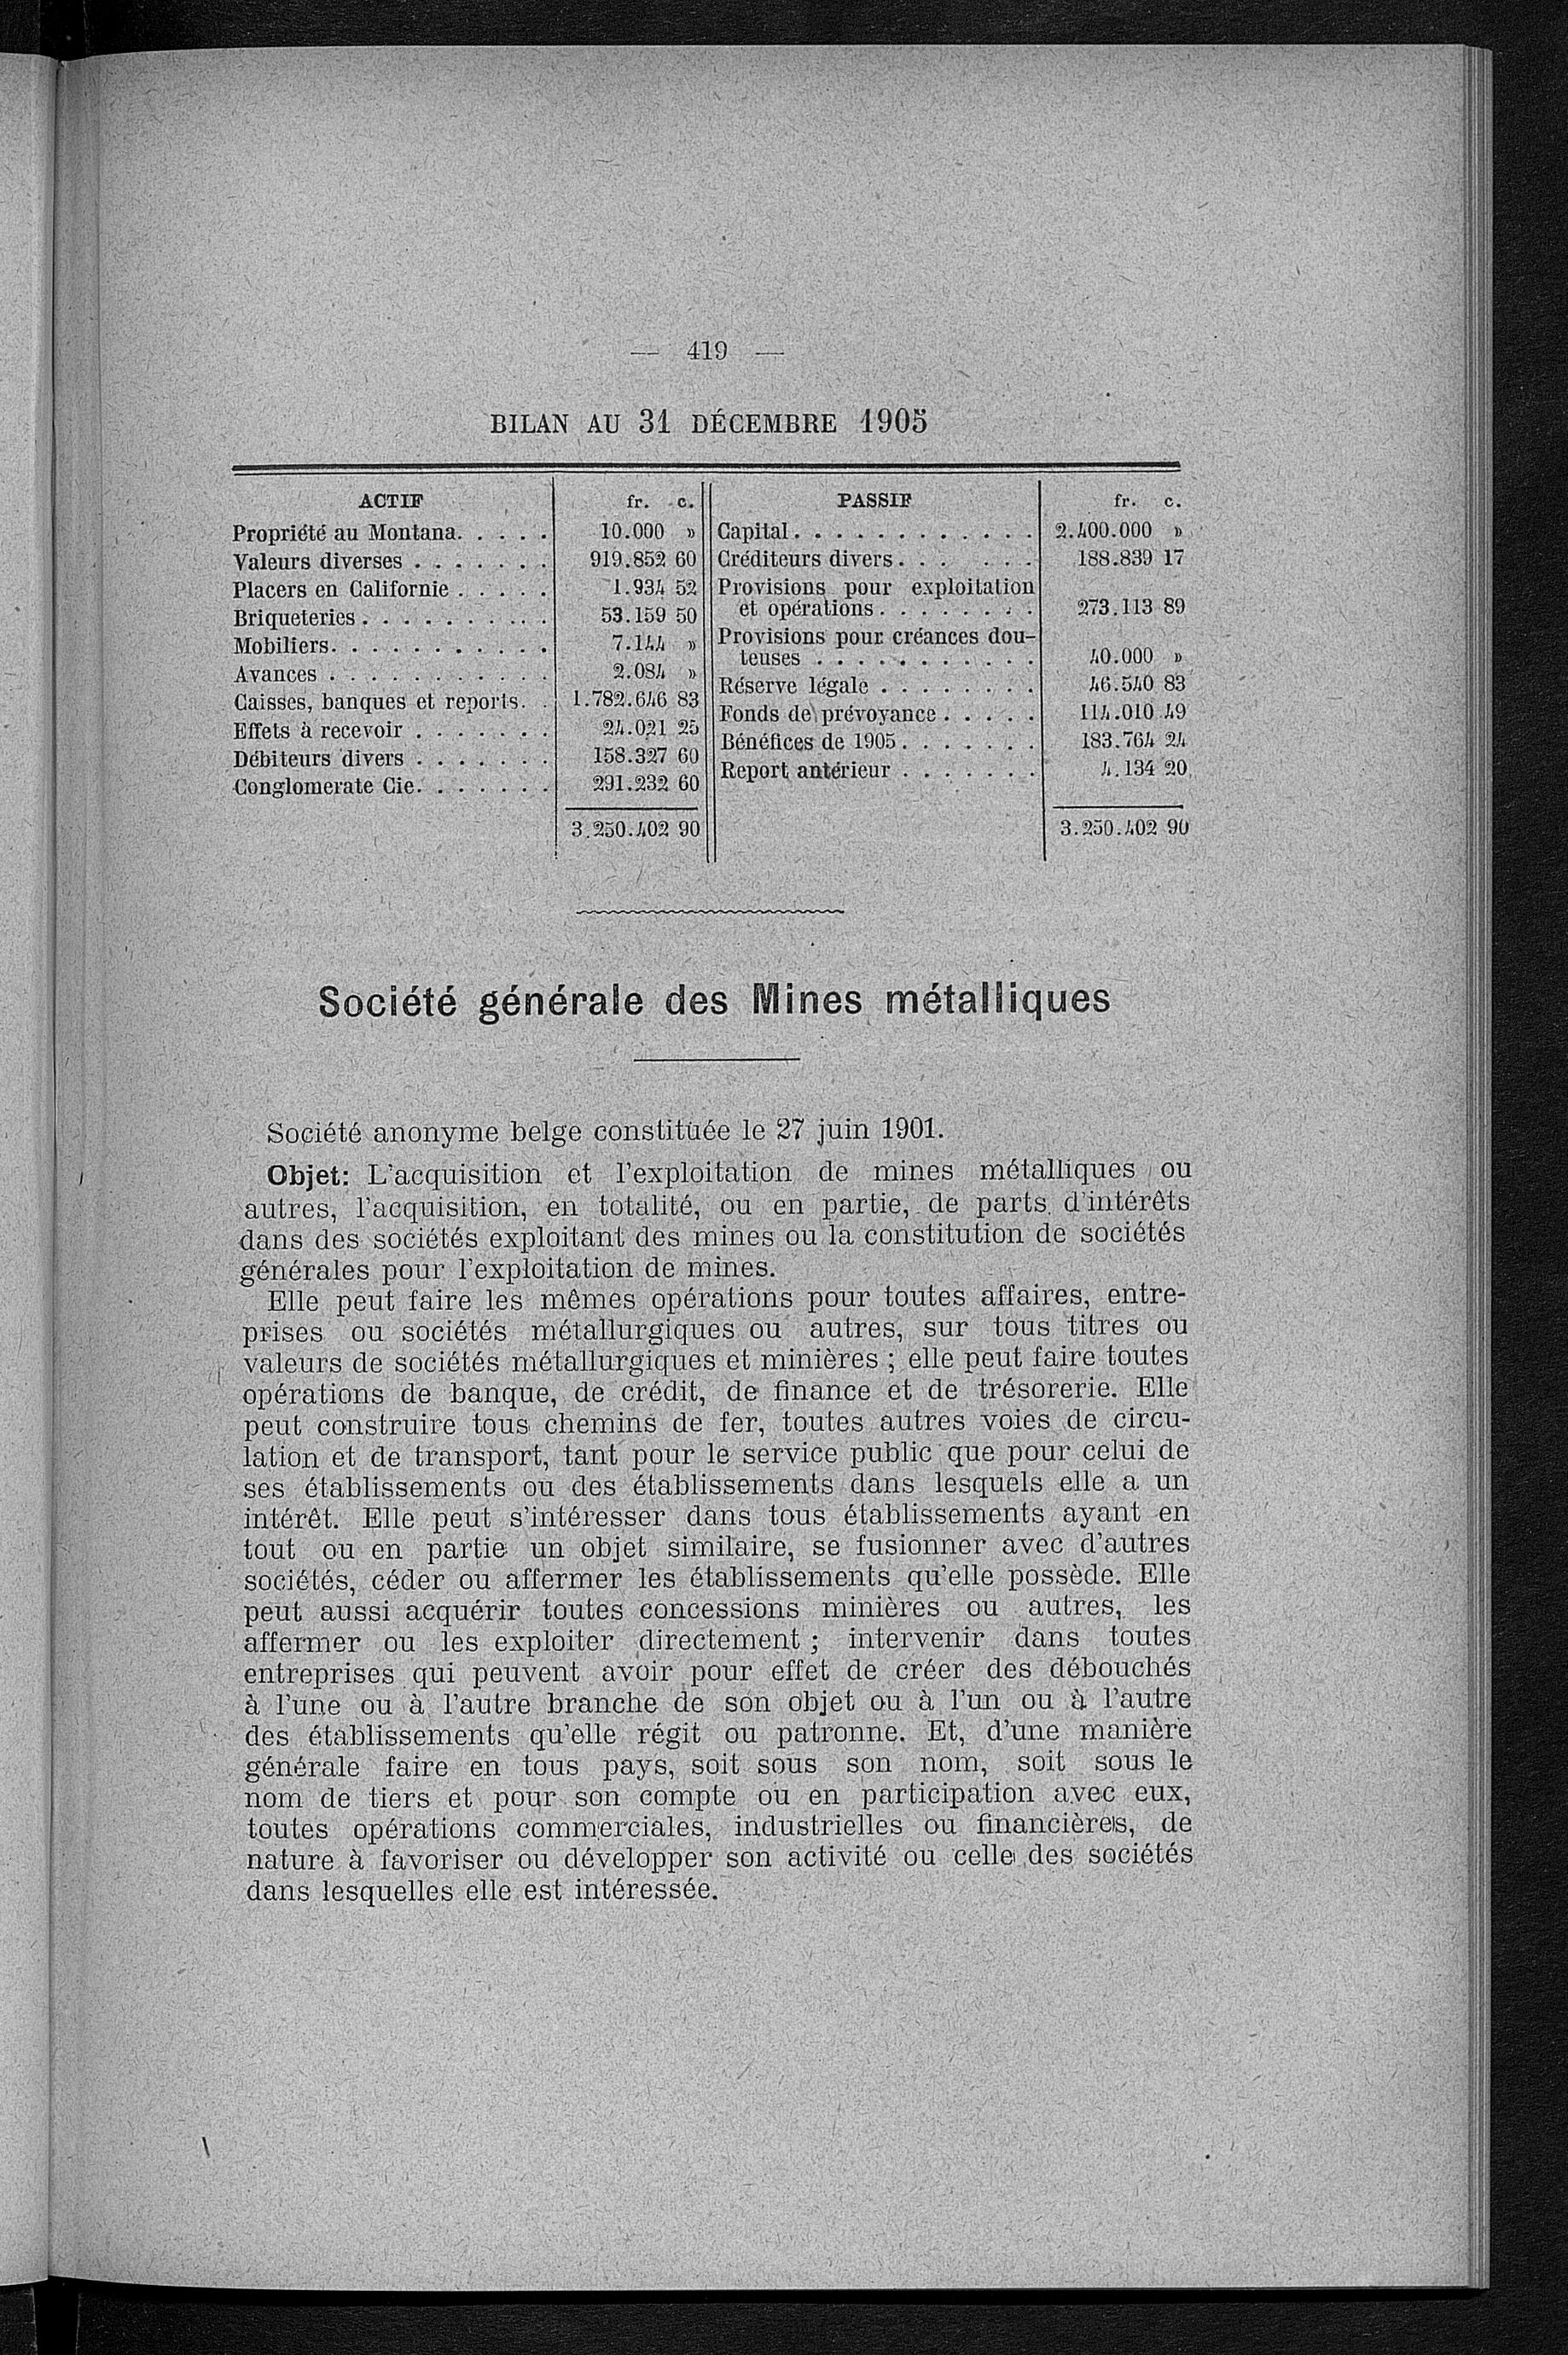 — 419 —
BILAN AU 31 DÉCEMBRE 1905
ACTIF fr. c.
Propriété au Montana. . . . . 10.000 »
Valeurs diverses . . . . . . . 919.852 60
Placers en Californie . . . . . 1.934 52
Briqueteries . . . . . . . . . . 53.159 50
Mobiliers. . . . . . . . . . . . 7.144 »
Avances . . . . . . . . . . . . 2.084 »
Caisses, banques et reports. . 1.782.646 83
Effets à recevoir . . . . . . . 24.021 25
Débiteurs divers . . . . . . . 158.327 60
Conglomerate Cie. . . . . . . 291.232 60
3.250.402 90
PASSIF fr. c.
Capital. . . . . . . . . . . . . 2.400.000 »
Créditeurs divers. . . . . . . 188.839 17
Provisions pour exploitation
et opérations . . . . . . . . 273.113 89
Provisions pour créances dou-
teuses . . . . . . . . . . . . 40.000 »
Réserve légale . . . . . . . . 46.540 83
Fonds de prévoyance . . . . . 114.010 49
Bénéfices de 1905. . . . . . . 183.764 24
Report antérieur . . . . . . . 4.134 20
3.250.402 90
Société générale des Mines métalliques
Société anonyme belge constituée le 27 juin 1901.
Objet: L'acquisition et l'exploitation de mines métalliques ou
autres, l'acquisition, en totalité, ou en partie, de parts d'intérêts
dans des sociétés exploitant des mines ou la constitution de sociétés
générales pour l'exploitation de mines.
Elle peut faire les mêmes opérations pour toutes affaires, entre-
prises ou sociétés métallurgiques ou autres, sur tous titres ou
valeurs de sociétés métallurgiques et minières ; elle peut faire toutes
opérations de banque, de crédit, de finance et de trésorerie. Elle
peut construire tous chemins de fer, toutes autres voies de circu-
lation et de transport, tant pour le service public que pour celui de
ses établissements ou des établissements dans lesquels elle a un
intérêt. Elle peut s'intéresser dans tous établissements ayant en
tout ou en partie un objet similaire, se fusionner avec d'autres
sociétés, céder ou affermer les établissements qu'elle possède. Elle
peut aussi acquérir toutes concessions minières ou autres, les
affermer ou les exploiter directement ; intervenir dans toutes
entreprises qui peuvent avoir pour effet de créer des débouchés
à l'une ou à l'autre branche de son objet ou à l'un ou à l'autre
des établissements qu'elle régit ou patronne. Et, d'une manière
générale faire en tous pays, soit sous son nom, soit sous le
nom de tiers et pour son compte ou en participation avec eux,
toutes opérations commerciales, industrielles ou financières, de
nature à favoriser ou développer son activité ou celle des sociétés
dans lesquelles elle est intéressée.